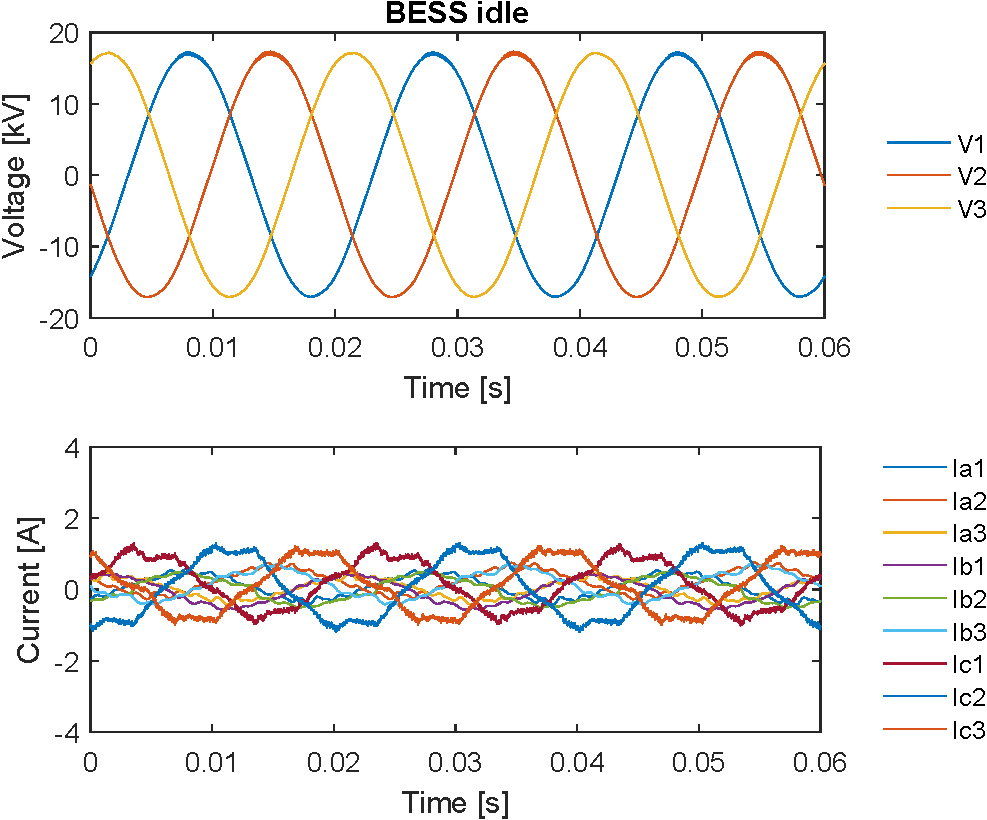 BESS idle
20
10
0
-10
-20
Voltage [kV]
0 0.01 0.02 0.03 0.04 0.05 0.06
Time [s]
V1
V2
V3
4
2
0
-2
-4
Current [A]
0 0.01 0.02 0.03 0.04 0.05 0.06
Time [s]
Ia1
Ia2
Ia3
Ib1
Ib2
Ib3
Ic1
Ic2
Ic3